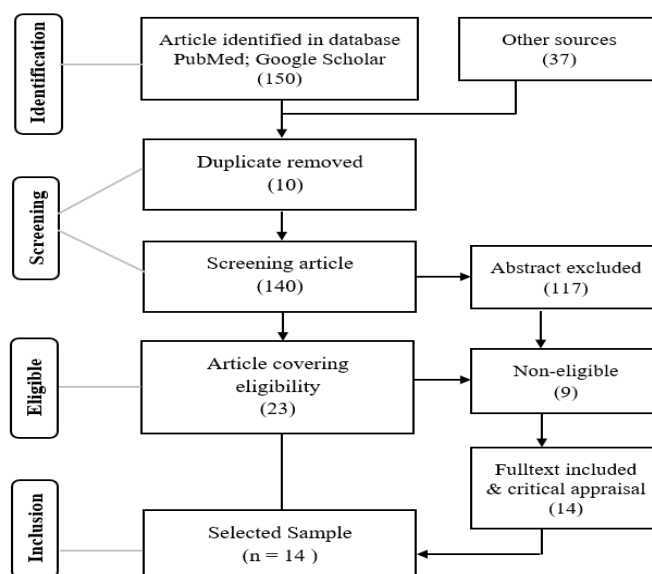 Identification
Article identified in database
PubMed; Google Scholar
(150)
Other sources
(37)
Screening
Duplicate removed
(10)
Screening article
(140)
Abstract excluded
(117)
Eligible
Article covering
eligibility
(23)
Non-eligible
(9)
Fulltext included
& critical appraisal
(14)
Inclusion
Selected Sample
(n = 14 )